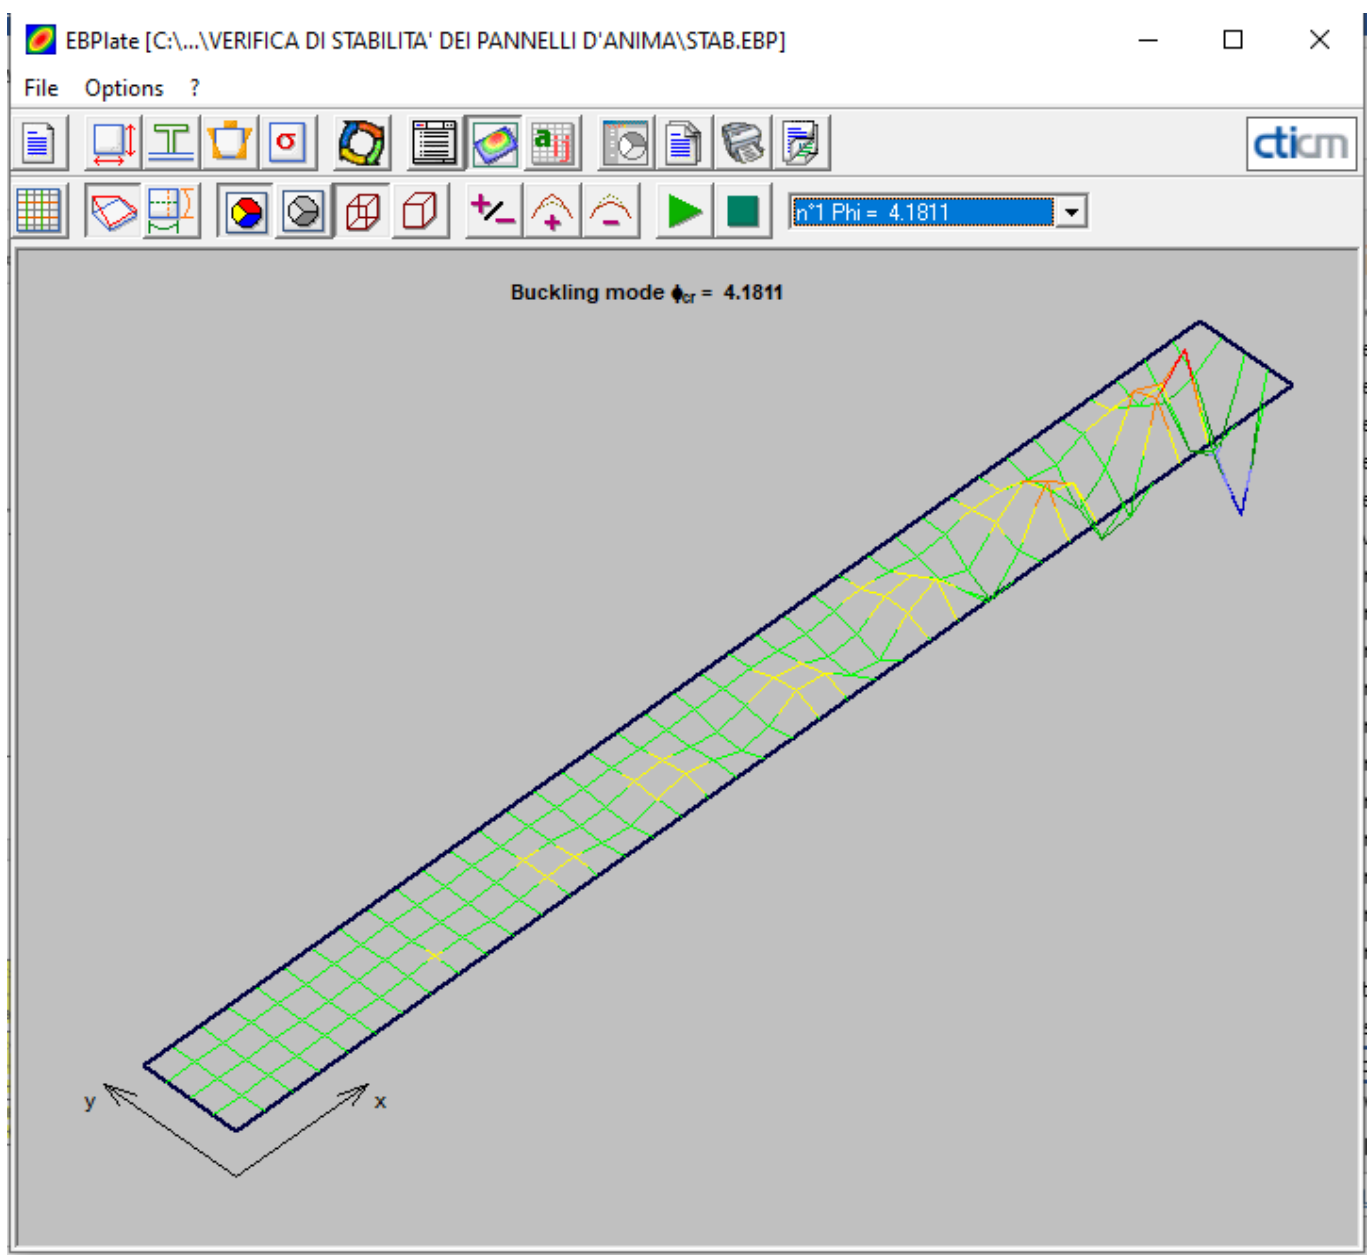 EBPlate [C:\...\VERIFICA DI STABILITA' DEI PANNELLI D'ANIMA\STAB.EBP]
File Options ?
σ
a
ij
cticm
+/-
+
-
n°1 Phi = 4.1811
Buckling mode ϕcr = 4.1811
y
x